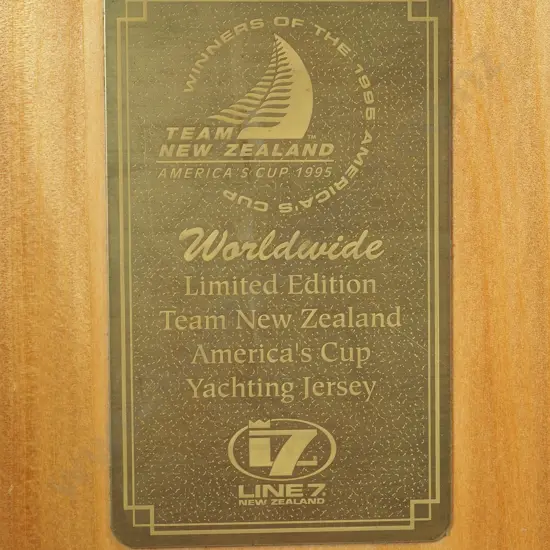 WINNERS OF THE 1995 AMERICA'S CUP
TEAM
NEW ZEALAND
AMERICA'S CUP 1995
Worldwide
Limited Edition
Team New Zealand
America's Cup
Yachting Jersey
17
LINE 7
NEW ZEALAND